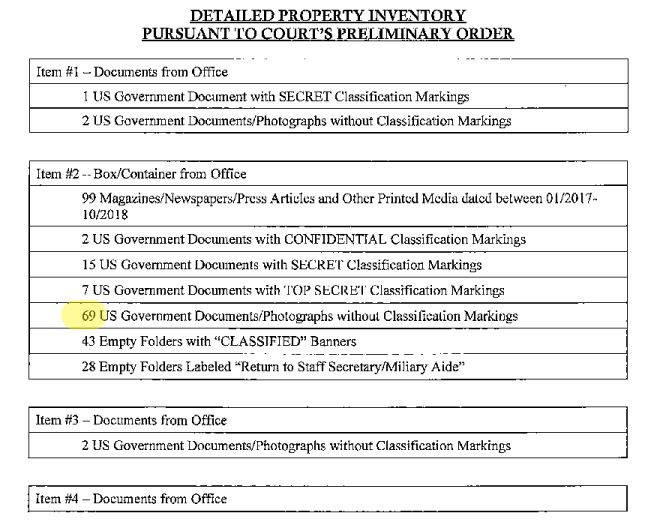 DETAILED PROPERTY INVENTORY
PURSUANT TO COURT'S PRELIMINARY ORDER
Item #1 – Documents from Office
1 US Government Document with SECRET Classification Markings
2 US Government Documents/Photographs without Classification Markings
Item #2 – Box/Container from Office
99 Magazines/Newspapers/Press Articles and Other Printed Media dated between 01/2017-
10/2018
2 US Government Documents with CONFIDENTIAL Classification Markings
15 US Government Documents with SECRET Classification Markings
7 US Government Documents with TOP SECRET Classification Markings
69 US Government Documents/Photographs without Classification Markings
43 Empty Folders with “CLASSIFIED” Banners
28 Empty Folders Labeled “Return to Staff Secretary/Miliary Aide”
Item #3 – Documents from Office
2 US Government Documents/Photographs without Classification Markings
Item #4 – Documents from Office